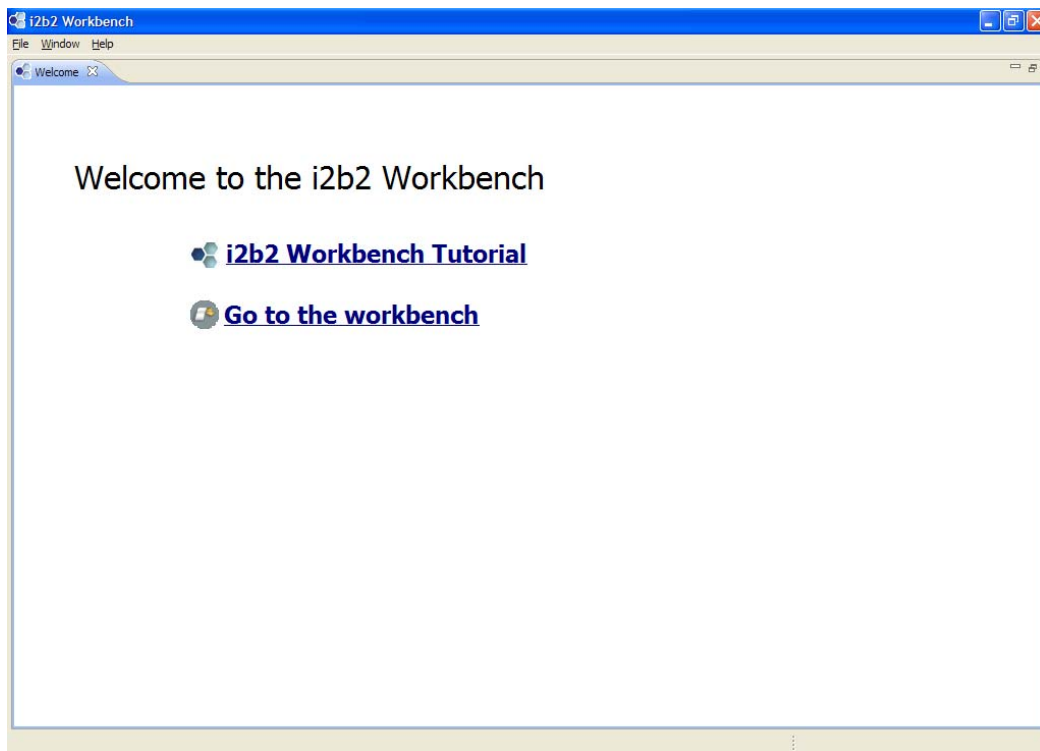 i2b2 Workbench
File Window Help
Welcome
Welcome to the i2b2 Workbench
i2b2 Workbench Tutorial
Go to the workbench